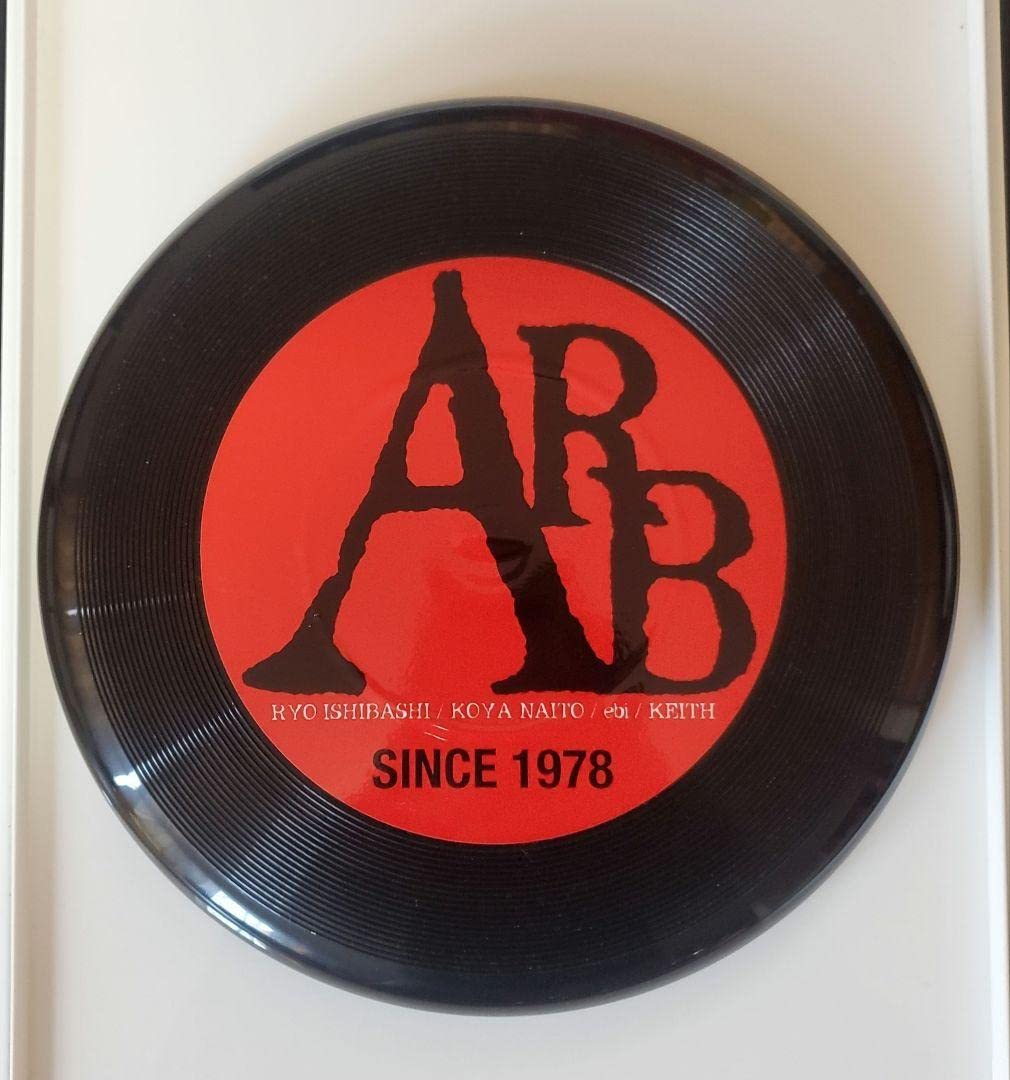 ARB
RYO ISHIBASHI / KOYA NAITO / ebi / KEITH
SINCE 1978